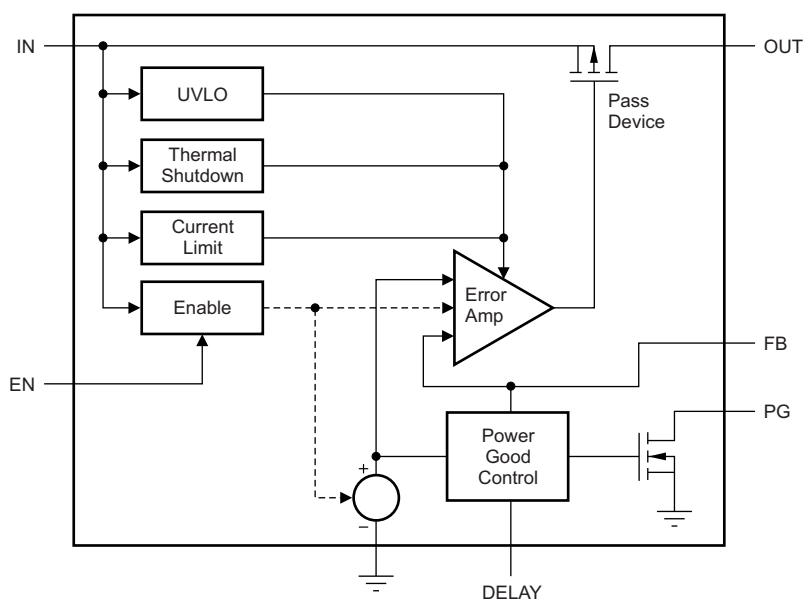 IN
OUT
UVLO
Pass
Device
Thermal
Shutdown
Current
Limit
Error
Amp
Enable
FB
EN
PG
Power
Good
Control
+
−
DELAY